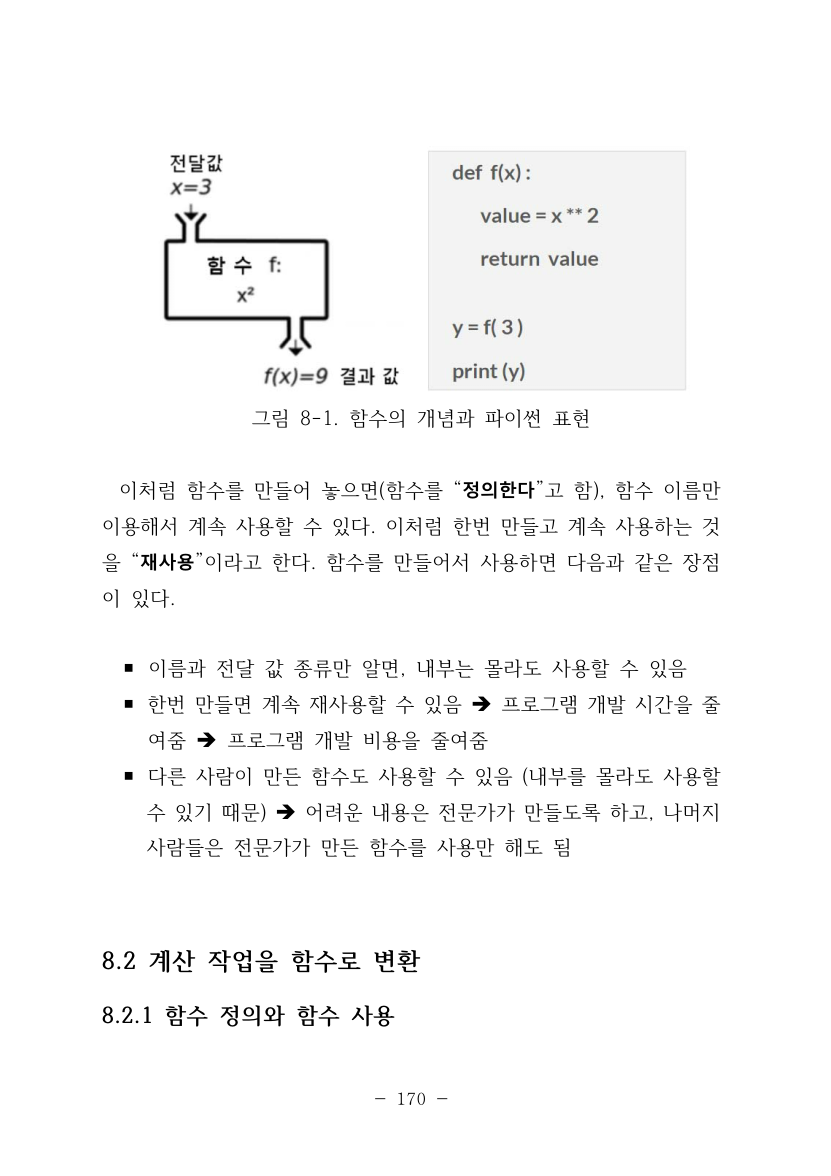 전달값
x=3
함 수 f:
x²
f(x)=9 결과 값
def f(x) :
value = x ** 2
return value
y = f( 3 )
print (y)
그림 8-1. 함수의 개념과 파이썬 표현
이처럼 함수를 만들어 놓으면(함수를 “정의한다”고 함), 함수 이름만
이용해서 계속 사용할 수 있다. 이처럼 한번 만들고 계속 사용하는 것
을 “재사용”이라고 한다. 함수를 만들어서 사용하면 다음과 같은 장점
이 있다.
▪ 이름과 전달 값 종류만 알면, 내부는 몰라도 사용할 수 있음
▪ 한번 만들면 계속 재사용할 수 있음 ➔ 프로그램 개발 시간을 줄
여줌 ➔ 프로그램 개발 비용을 줄여줌
▪ 다른 사람이 만든 함수도 사용할 수 있음 (내부를 몰라도 사용할
수 있기 때문) ➔ 어려운 내용은 전문가가 만들도록 하고, 나머지
사람들은 전문가가 만든 함수를 사용만 해도 됨
8.2 계산 작업을 함수로 변환
8.2.1 함수 정의와 함수 사용
- 170 -